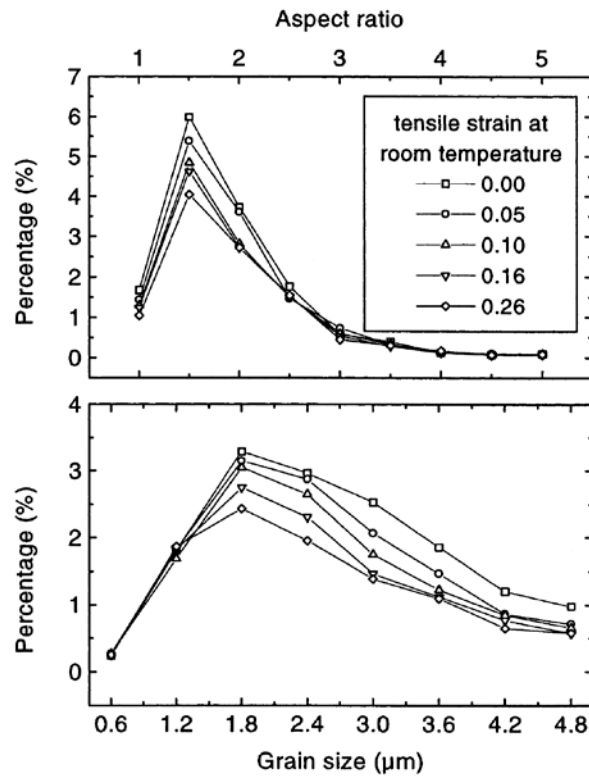 Aspect ratio
1 2 3 4 5
7
6
5
4
3
2
1
0
Percentage (%)
tensile strain at
room temperature
0.00
0.05
0.10
0.16
0.26
4
3
2
1
0
Percentage (%)
0.6 1.2 1.8 2.4 3.0 3.6 4.2 4.8
Grain size (µm)